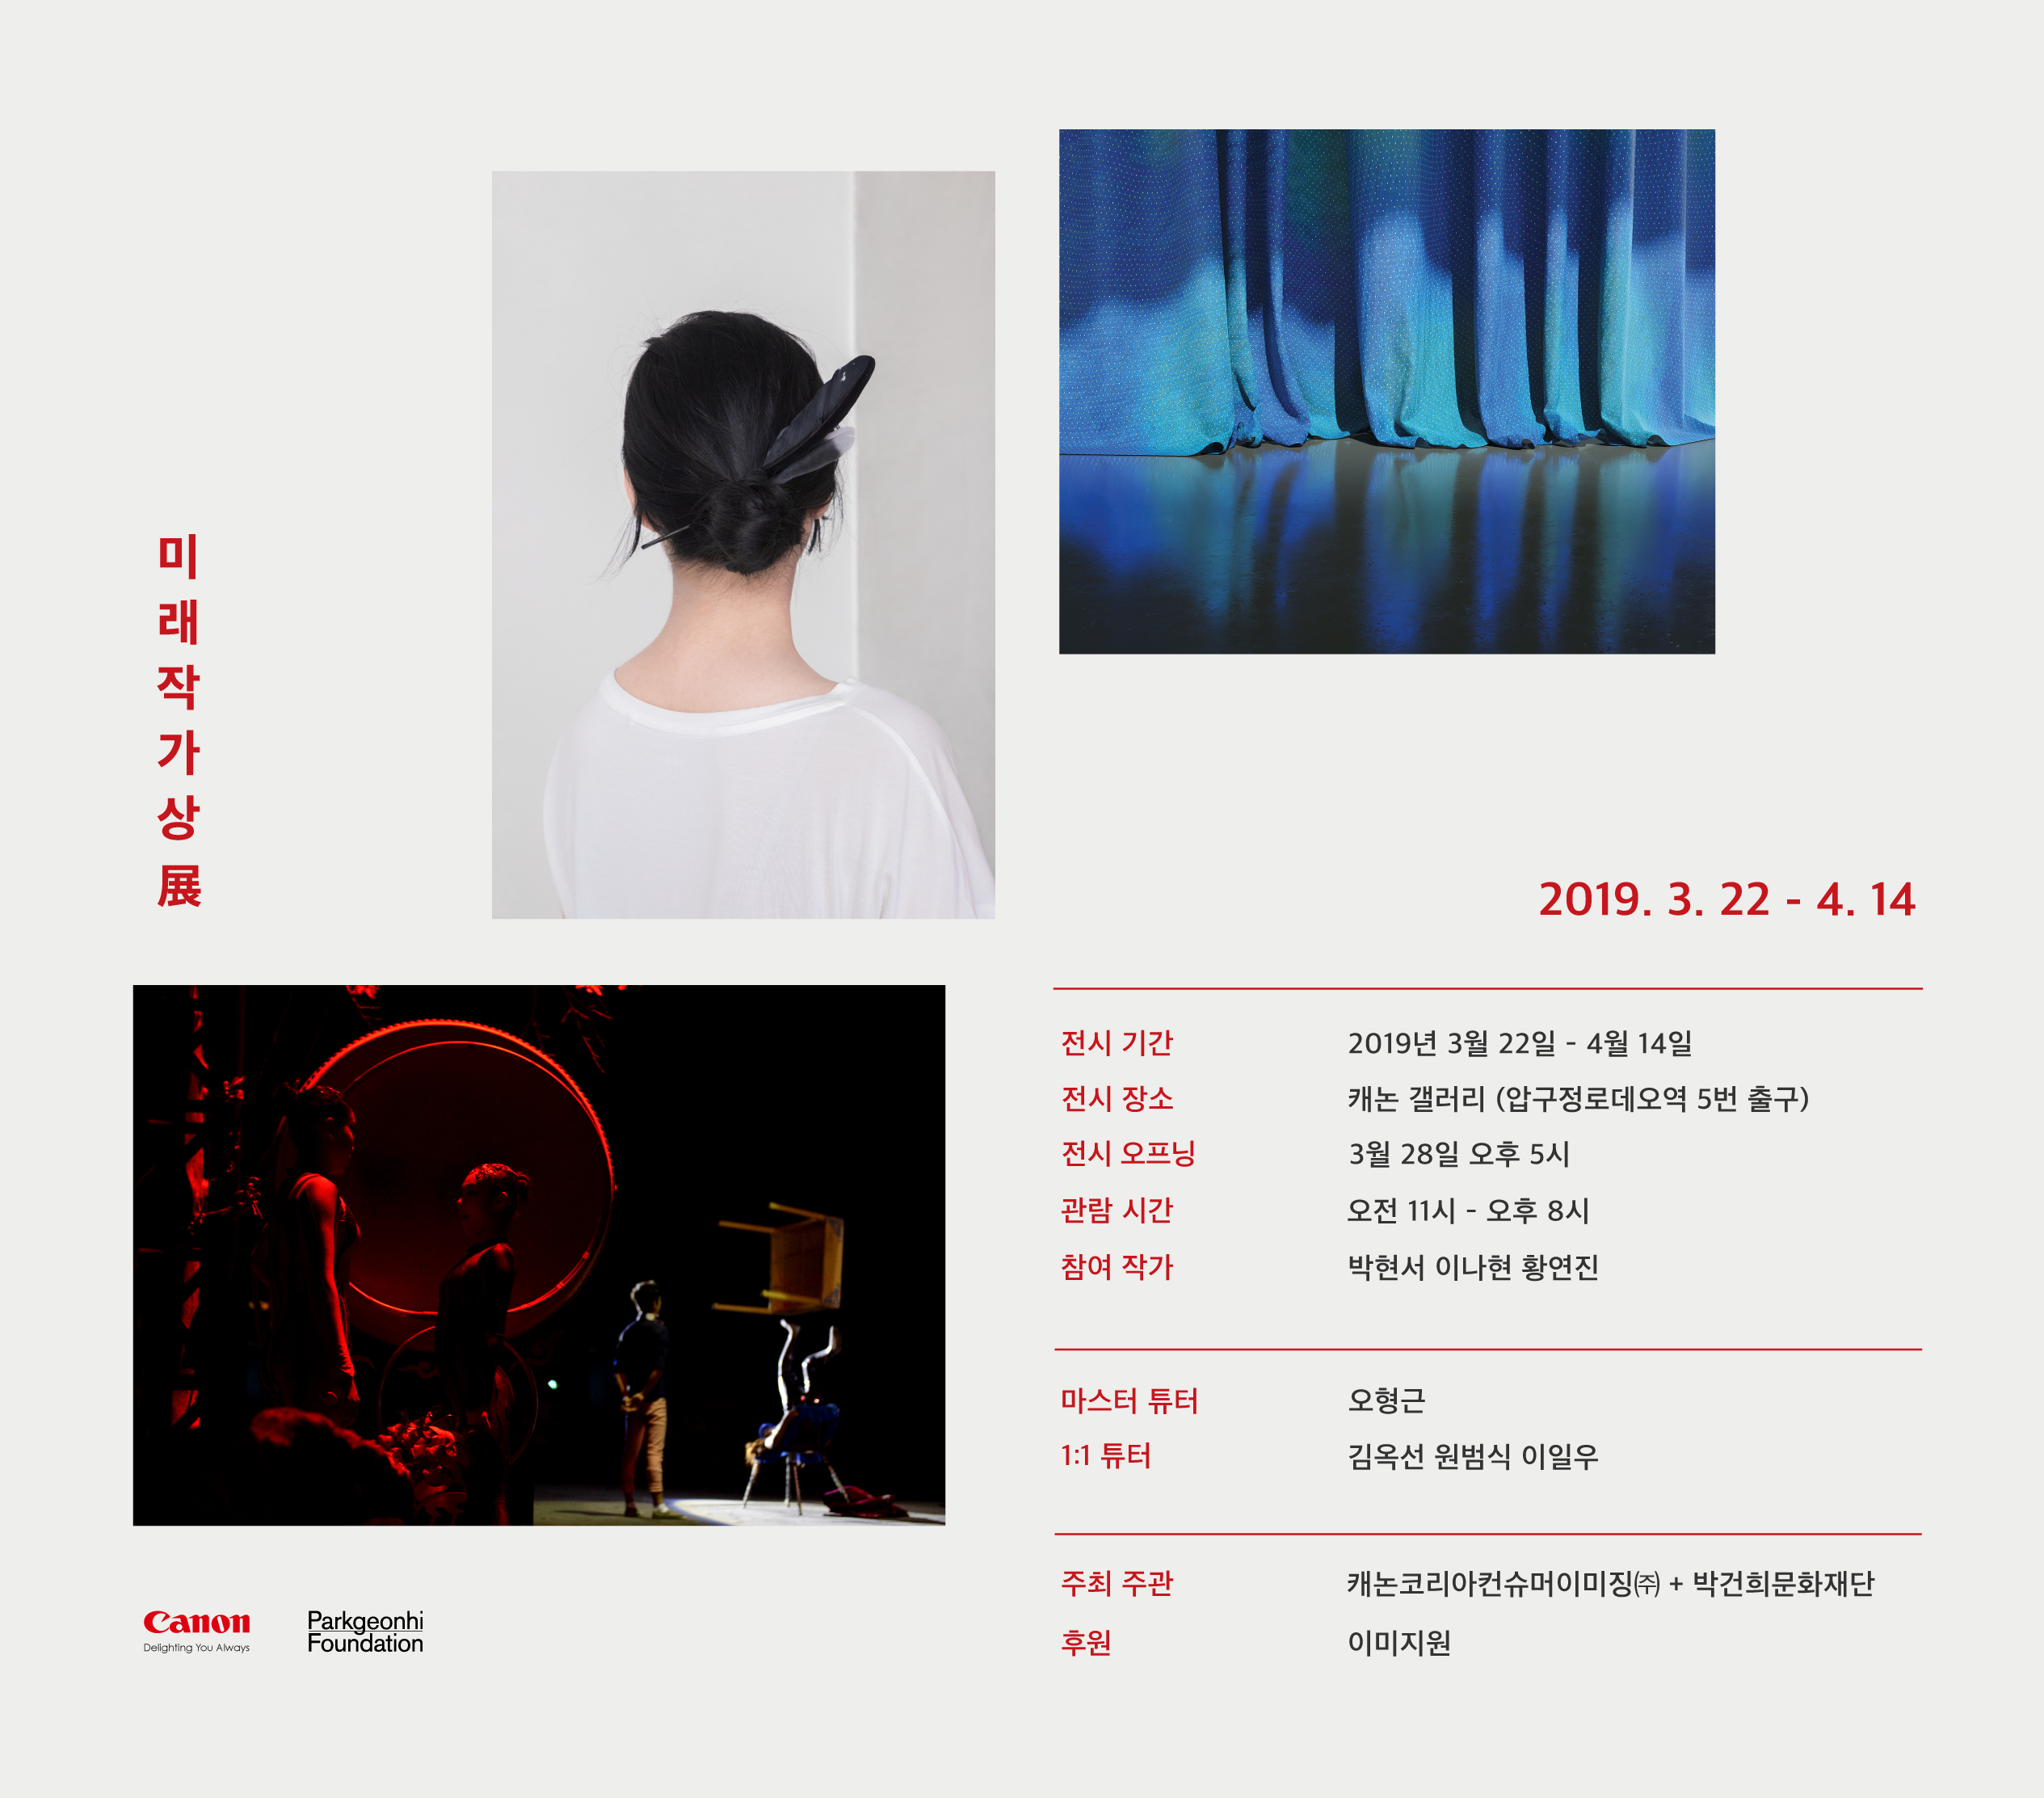 미래작가상展
2019. 3. 22 - 4. 14
전시 기간 2019년 3월 22일 - 4월 14일
전시 장소 캐논 갤러리 (압구정로데오역 5번 출구)
전시 오프닝 3월 28일 오후 5시
관람 시간 오전 11시 - 오후 8시
참여 작가 박현서 이나현 황연진
마스터 튜터 오형근
1:1 튜터 김옥선 원범식 이일우
주최 주관 캐논코리아컨슈머이미징㈜ + 박건희문화재단
후원 이미지원
Canon
Delighting You Always
Parkgeonhi
Foundation